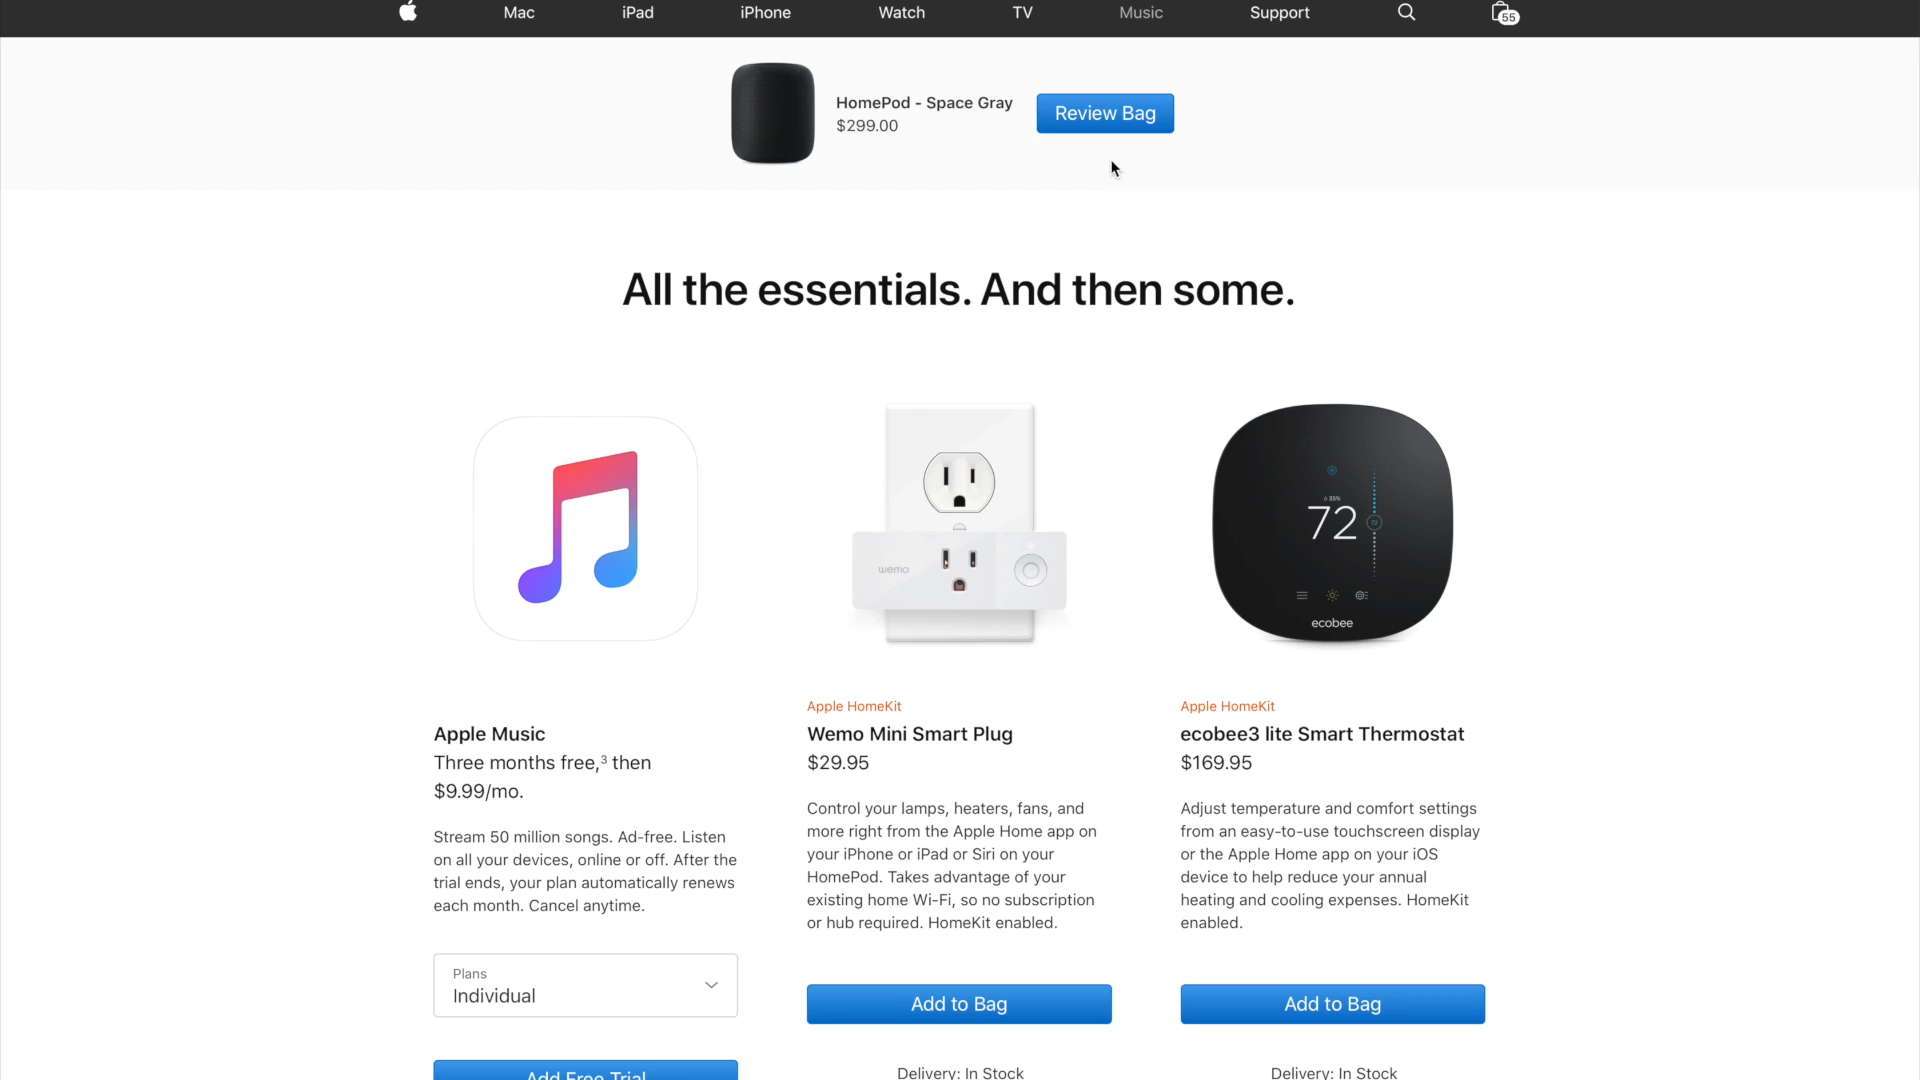 Mac iPad iPhone Watch TV Music Support 55
HomePod - Space Gray
$299.00
Review Bag
All the essentials. And then some.
wemo
35%
72
72
ecobee
Apple Music
Three months free,³ then
$9.99/mo.
Stream 50 million songs. Ad-free. Listen
on all your devices, online or off. After the
trial ends, your plan automatically renews
each month. Cancel anytime.
Plans
Individual
Add Free Trial
Apple HomeKit
Wemo Mini Smart Plug
$29.95
Control your lamps, heaters, fans, and
more right from the Apple Home app on
your iPhone or iPad or Siri on your
HomePod. Takes advantage of your
existing home Wi-Fi, so no subscription
or hub required. HomeKit enabled.
Add to Bag
Delivery: In Stock
Apple HomeKit
ecobee3 lite Smart Thermostat
$169.95
Adjust temperature and comfort settings
from an easy-to-use touchscreen display
or the Apple Home app on your iOS
device to help reduce your annual
heating and cooling expenses. HomeKit
enabled.
Add to Bag
Delivery: In Stock